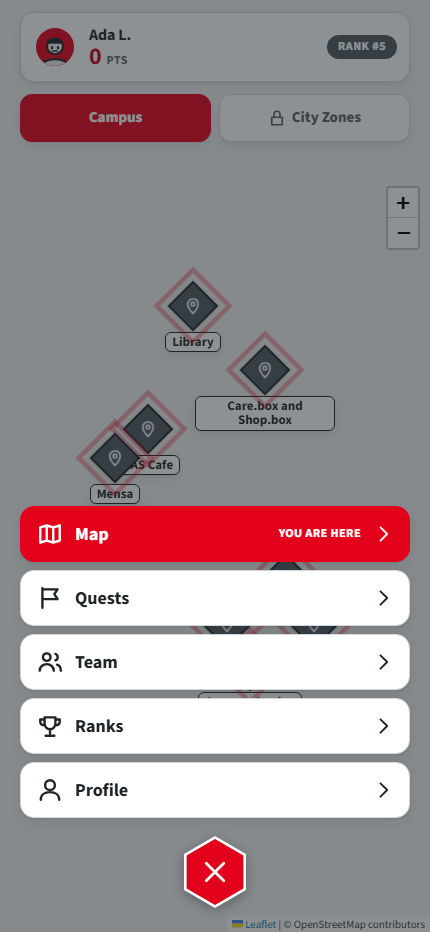 Ada L.
0 PTS
RANK #5
Campus
City Zones
+
−
Library
Care.box and
Shop.box
AS Cafe
Mensa
Map
YOU ARE HERE
Quests
Team
Ranks
Profile
Leaflet | © OpenStreetMap contributors